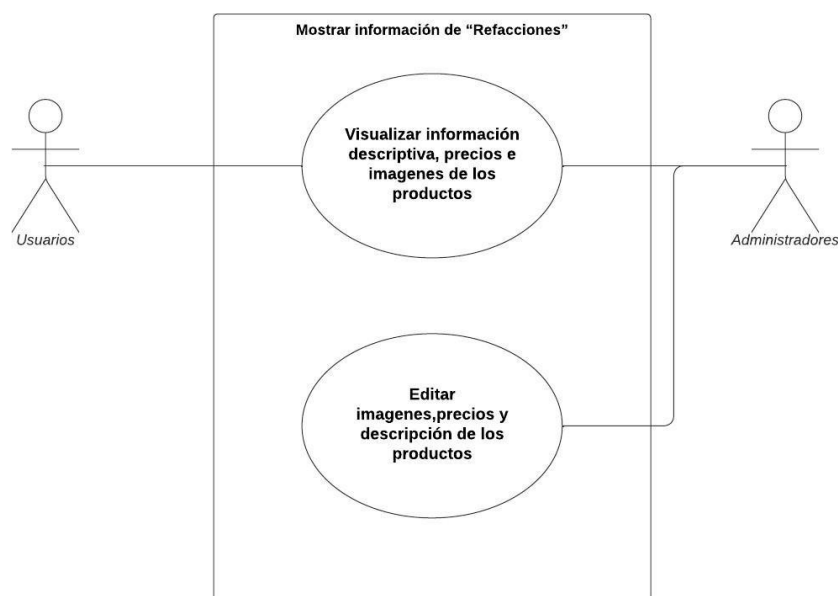 Mostrar información de “Refacciones”
Visualizar información
descriptiva, precios e
imagenes de los
productos
Usuarios
Administradores
Editar
imagenes,precios y
descripción de los
productos